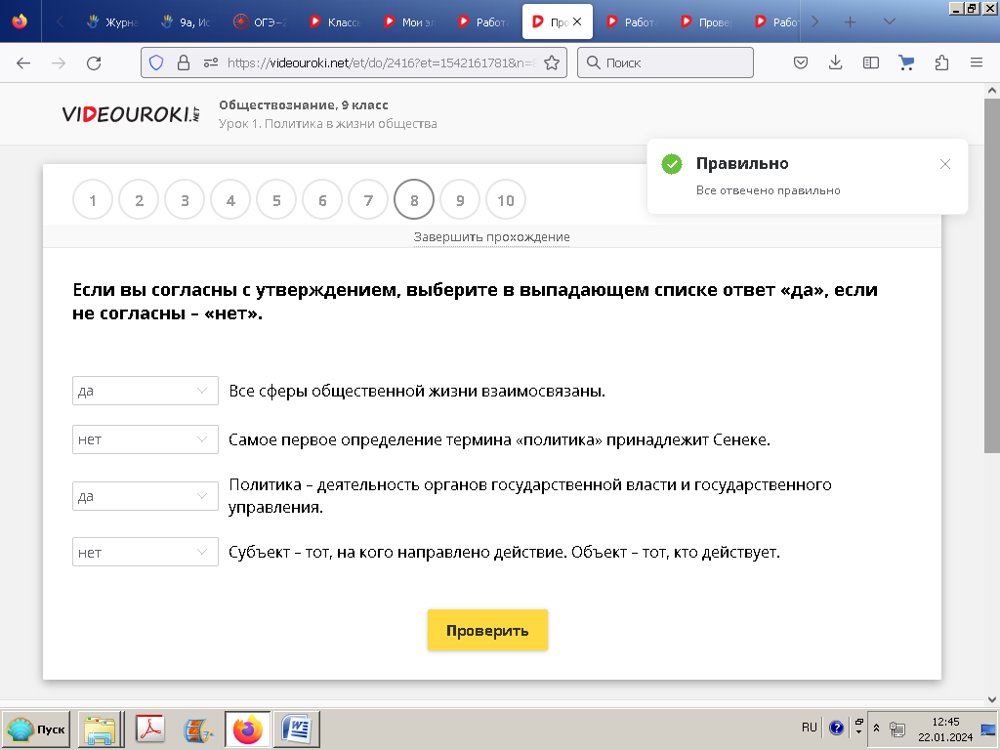 Журна
9а, Ис
ОГЭ–2
Класс
Мои эл
Работа
Про
Работа
Прове
Работ
https://videouroki.net/et/do/2416?et=1542161781&n=
Поиск
VIDEOUROKI.NET
Обществознание, 9 класс
Урок 1. Политика в жизни общества
Правильно
Все отвечено правильно
1 2 3 4 5 6 7 8 9 10
Завершить прохождение
Если вы согласны с утверждением, выберите в выпадающем списке ответ «да», если
не согласны – «нет».
да Все сферы общественной жизни взаимосвязаны.
нет Самое первое определение термина «политика» принадлежит Сенеке.
да Политика – деятельность органов государственной власти и государственного
управления.
нет Субъект – тот, на кого направлено действие. Объект – тот, кто действует.
Проверить
Пуск
RU
12:45
22.01.2024